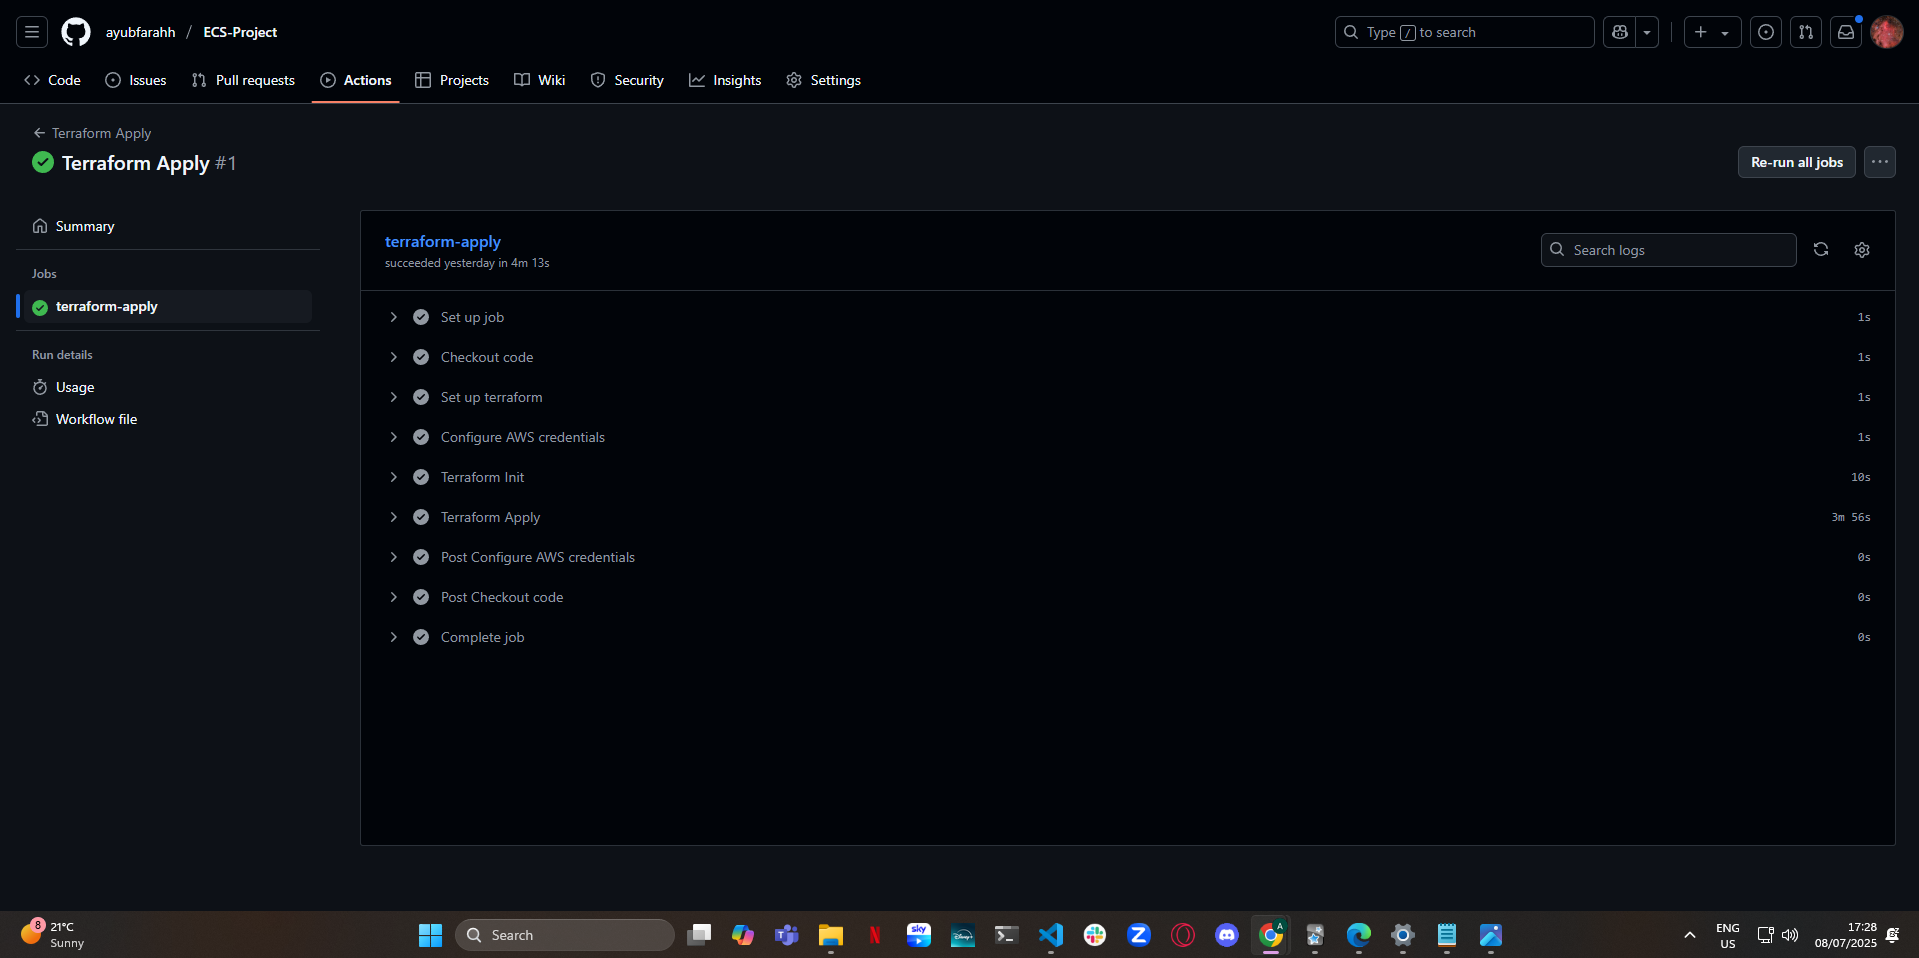 ayubfarahh / ECS-Project
Type / to search
Code
Issues
Pull requests
Actions
Projects
Wiki
Security
Insights
Settings
Terraform Apply
Terraform Apply #1
Re-run all jobs
Summary
Jobs
terraform-apply
Run details
Usage
Workflow file
terraform-apply
succeeded yesterday in 4m 13s
Search logs
Set up job 1s
Checkout code 1s
Set up terraform 1s
Configure AWS credentials 1s
Terraform Init 10s
Terraform Apply 3m 56s
Post Configure AWS credentials 0s
Post Checkout code 0s
Complete job 0s
8
21°C
Sunny
Search
sky
Disney+
A
ENG
US
17:28
08/07/2025